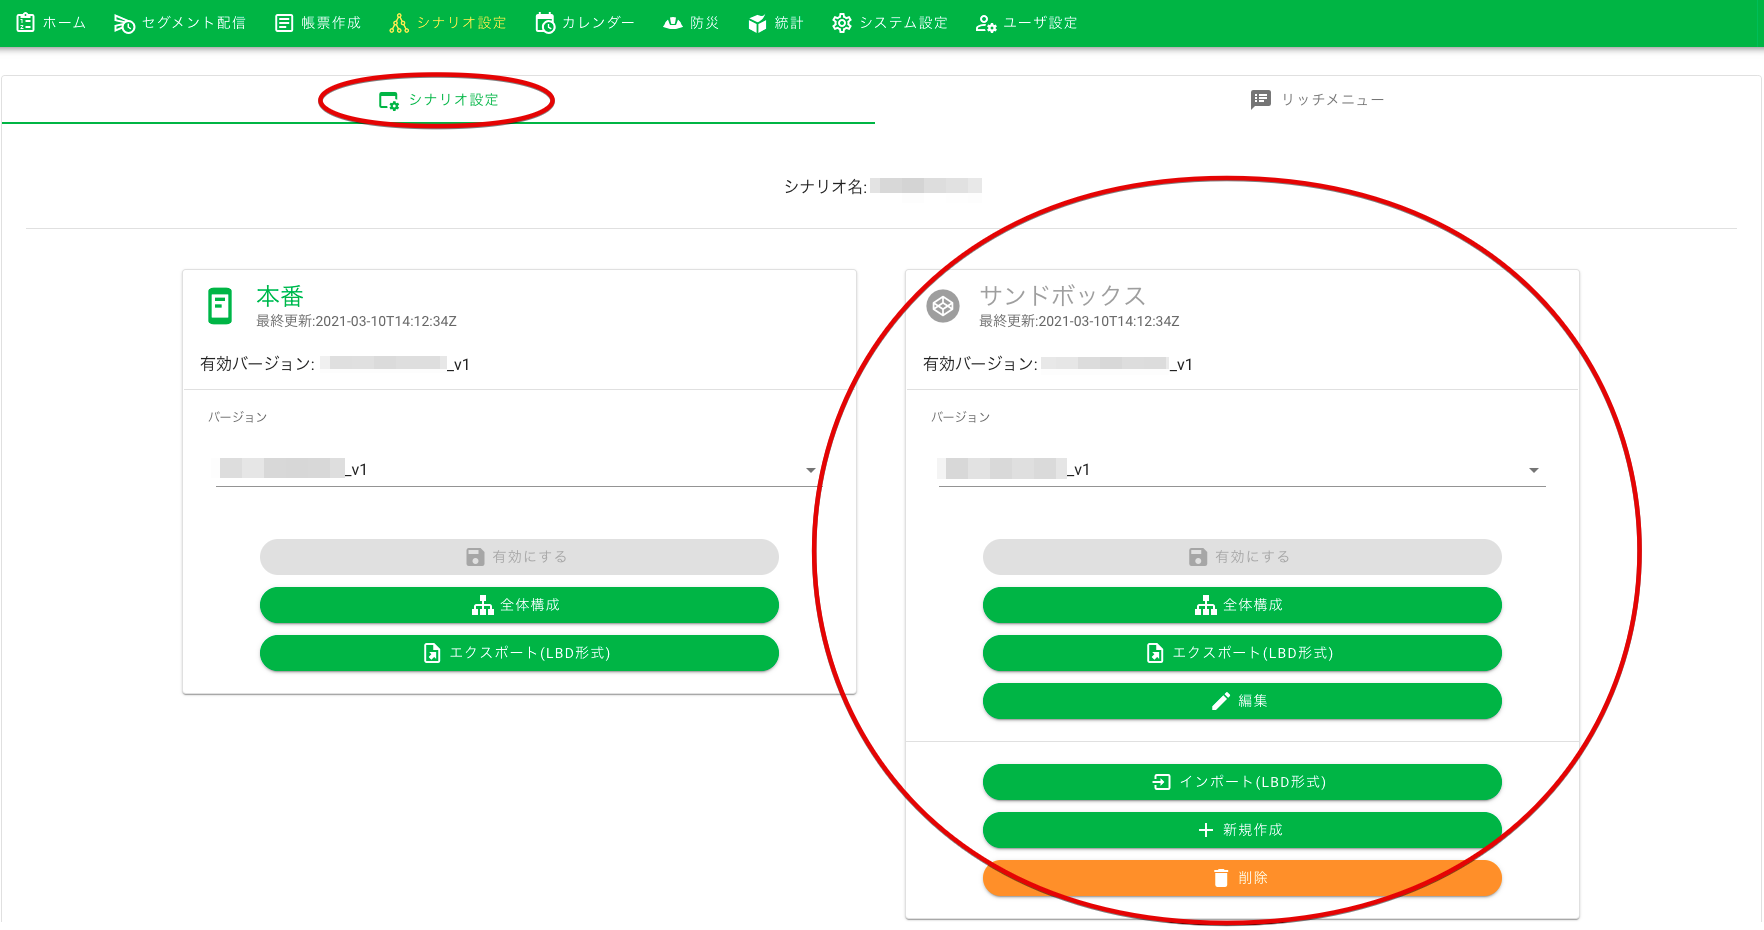 ホーム セグメント配信 帳票作成 シナリオ設定 カレンダー 防災 統計 システム設定 ユーザ設定
シナリオ設定 リッチメニュー
シナリオ名:
本番
最終更新:2021-03-10T14:12:34Z
有効バージョン: _v1
バージョン
_v1
有効にする
全体構成
エクスポート(LBD形式)
サンドボックス
最終更新:2021-03-10T14:12:34Z
有効バージョン: _v1
バージョン
_v1
有効にする
全体構成
エクスポート(LBD形式)
編集
インポート(LBD形式)
新規作成
削除